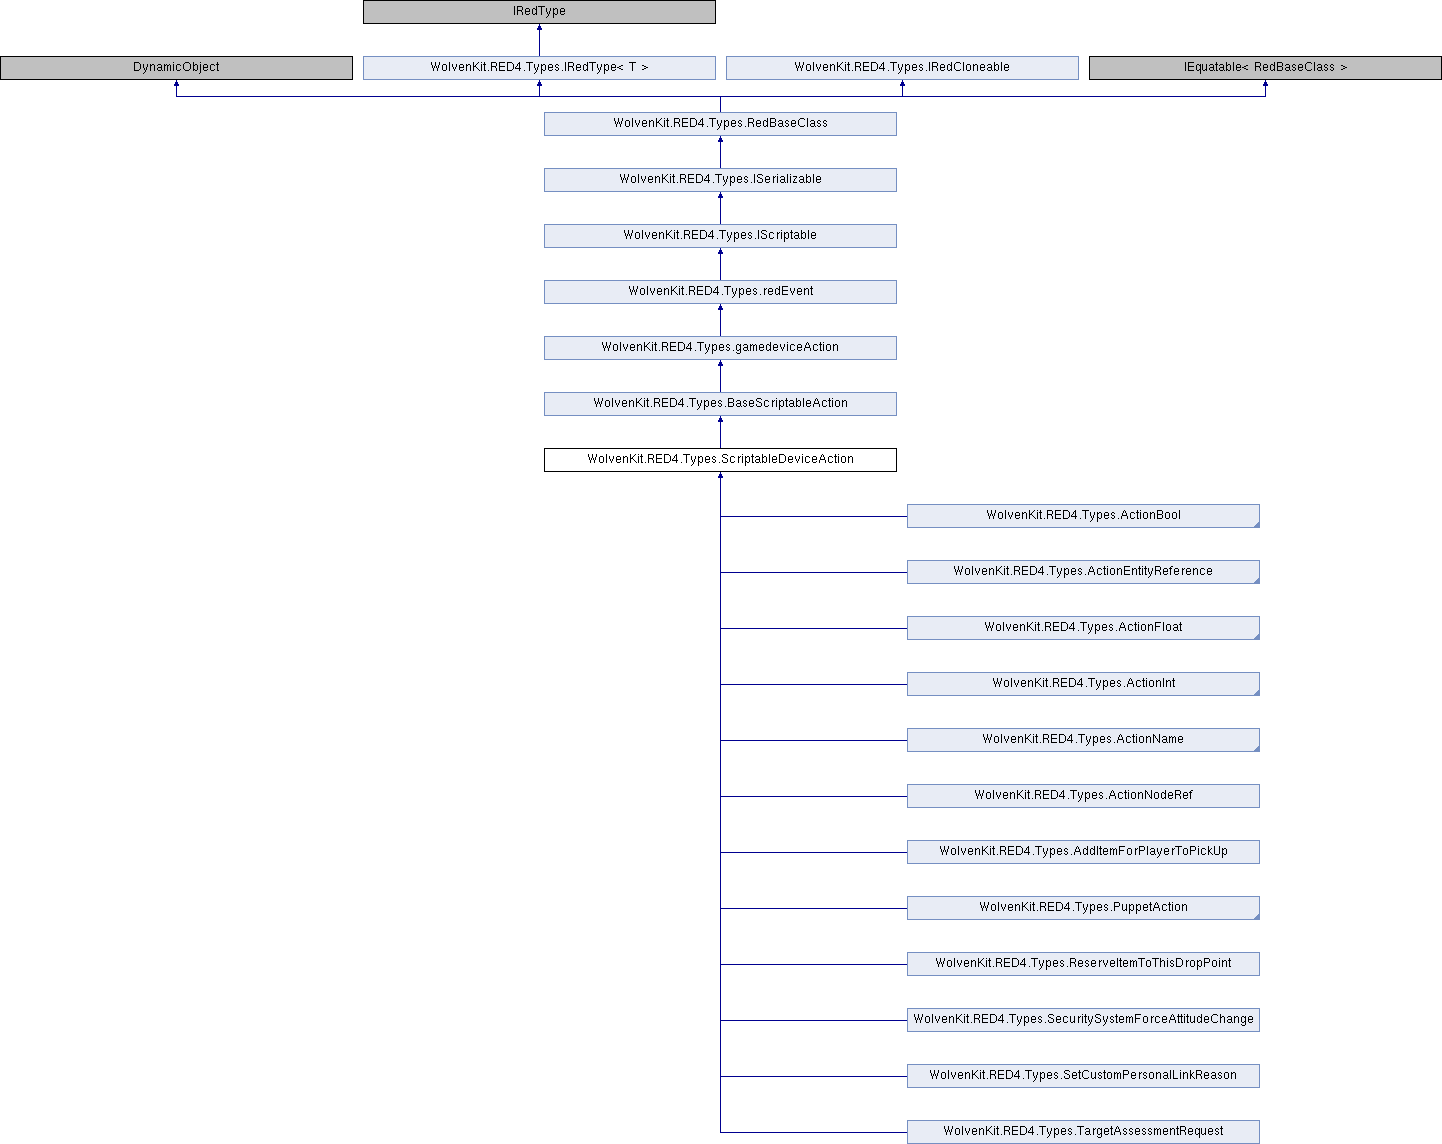 IRedType
DynamicObject
WolvenKit.RED4.Types.IRedType< T >
WolvenKit.RED4.Types.IRedCloneable
IEquatable< RedBaseClass >
WolvenKit.RED4.Types.RedBaseClass
WolvenKit.RED4.Types.ISerializable
WolvenKit.RED4.Types.IScriptable
WolvenKit.RED4.Types.redEvent
WolvenKit.RED4.Types.gamedeviceAction
WolvenKit.RED4.Types.BaseScriptableAction
WolvenKit.RED4.Types.ScriptableDeviceAction
WolvenKit.RED4.Types.ActionBool
WolvenKit.RED4.Types.ActionEntityReference
WolvenKit.RED4.Types.ActionFloat
WolvenKit.RED4.Types.ActionInt
WolvenKit.RED4.Types.ActionName
WolvenKit.RED4.Types.ActionNodeRef
WolvenKit.RED4.Types.AddItemForPlayerToPickUp
WolvenKit.RED4.Types.PuppetAction
WolvenKit.RED4.Types.ReserveItemToThisDropPoint
WolvenKit.RED4.Types.SecuritySystemForceAttitudeChange
WolvenKit.RED4.Types.SetCustomPersonalLinkReason
WolvenKit.RED4.Types.TargetAssessmentRequest